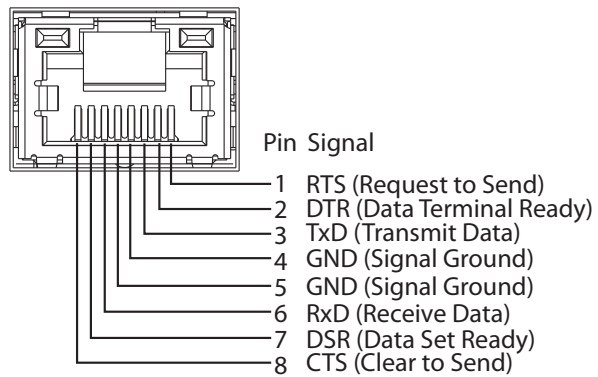 Pin Signal
1 RTS (Request to Send)
2 DTR (Data Terminal Ready)
3 TxD (Transmit Data)
4 GND (Signal Ground)
5 GND (Signal Ground)
6 RxD (Receive Data)
7 DSR (Data Set Ready)
8 CTS (Clear to Send)